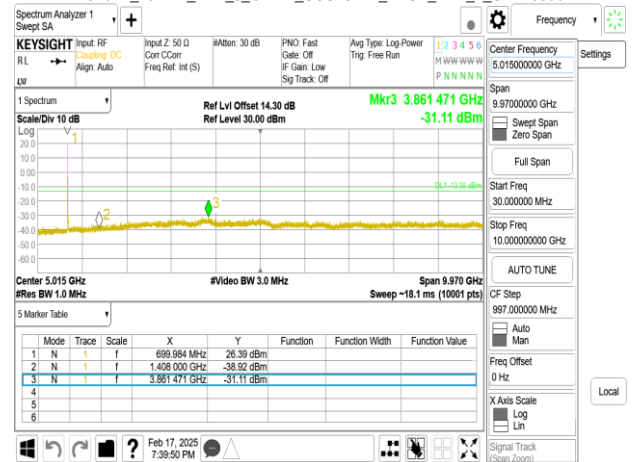 Spectrum Analyzer 1
Swept SA
Frequency
KEYSIGHT
RL
Input: RF
Coupling: DC
Align: Auto
Input Z: 50 Ω
Corr CCorr
Freq Ref: Int (S)
#Atten: 30 dB
PNO: Fast
Gate: Off
IF Gain: Low
Sig Track: Off
Avg Type: Log-Power
Trig: Free Run
1 2 3 4 5 6
M W W W W W
P N N N N N
1 Spectrum
Scale/Div 10 dB
Ref Lvl Offset 14.30 dB
Ref Level 30.00 dBm
Mkr3 3.861 471 GHz
-31.11 dBm
Log
20.0
10.0
0.00
-10.0
-20.0
-30.0
-40.0
-50.0
-60.0
1
2
3
DL1 -13.00 dBm
Center 5.015 GHz
#Video BW 3.0 MHz
Span 9.970 GHz
#Res BW 1.0 MHz
Sweep ~18.1 ms (10001 pts)
5 Marker Table
Mode Trace Scale X Y Function Function Width Function Value
1 N 1 f 699.984 MHz 26.39 dBm
2 N 1 f 1.408 000 GHz -38.92 dBm
3 N 1 f 3.861 471 GHz -31.11 dBm
4
5
6
Feb 17, 2025
7:39:50 PM
Center Frequency
5.015000000 GHz
Settings
Span
9.97000000 GHz
Swept Span
Zero Span
Full Span
Start Freq
30.000000 MHz
Stop Freq
10.000000000 GHz
AUTO TUNE
CF Step
997.000000 MHz
Auto
Man
Freq Offset
0 Hz
X Axis Scale
Log
Lin
Local
Signal Track
(Span Zoom)